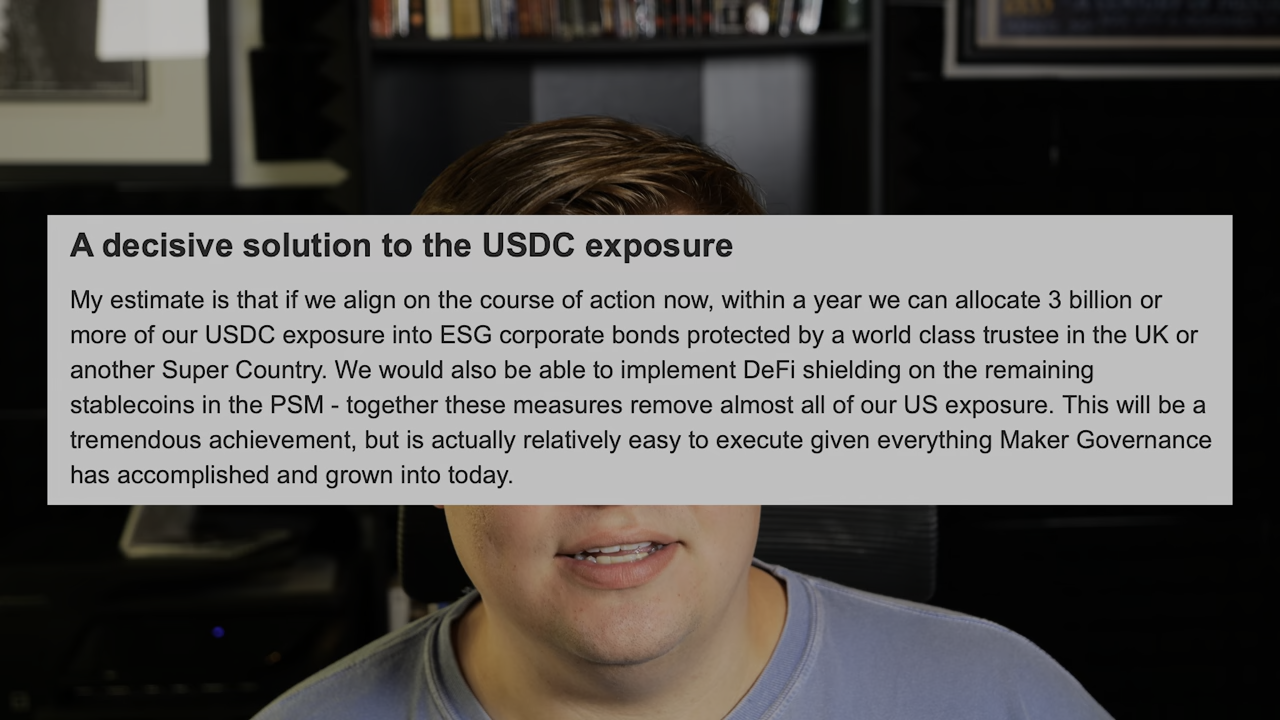 A decisive solution to the USDC exposure
My estimate is that if we align on the course of action now, within a year we can allocate 3 billion or
more of our USDC exposure into ESG corporate bonds protected by a world class trustee in the UK or
another Super Country. We would also be able to implement DeFi shielding on the remaining
stablecoins in the PSM - together these measures remove almost all of our US exposure. This will be a
tremendous achievement, but is actually relatively easy to execute given everything Maker Governance
has accomplished and grown into today.